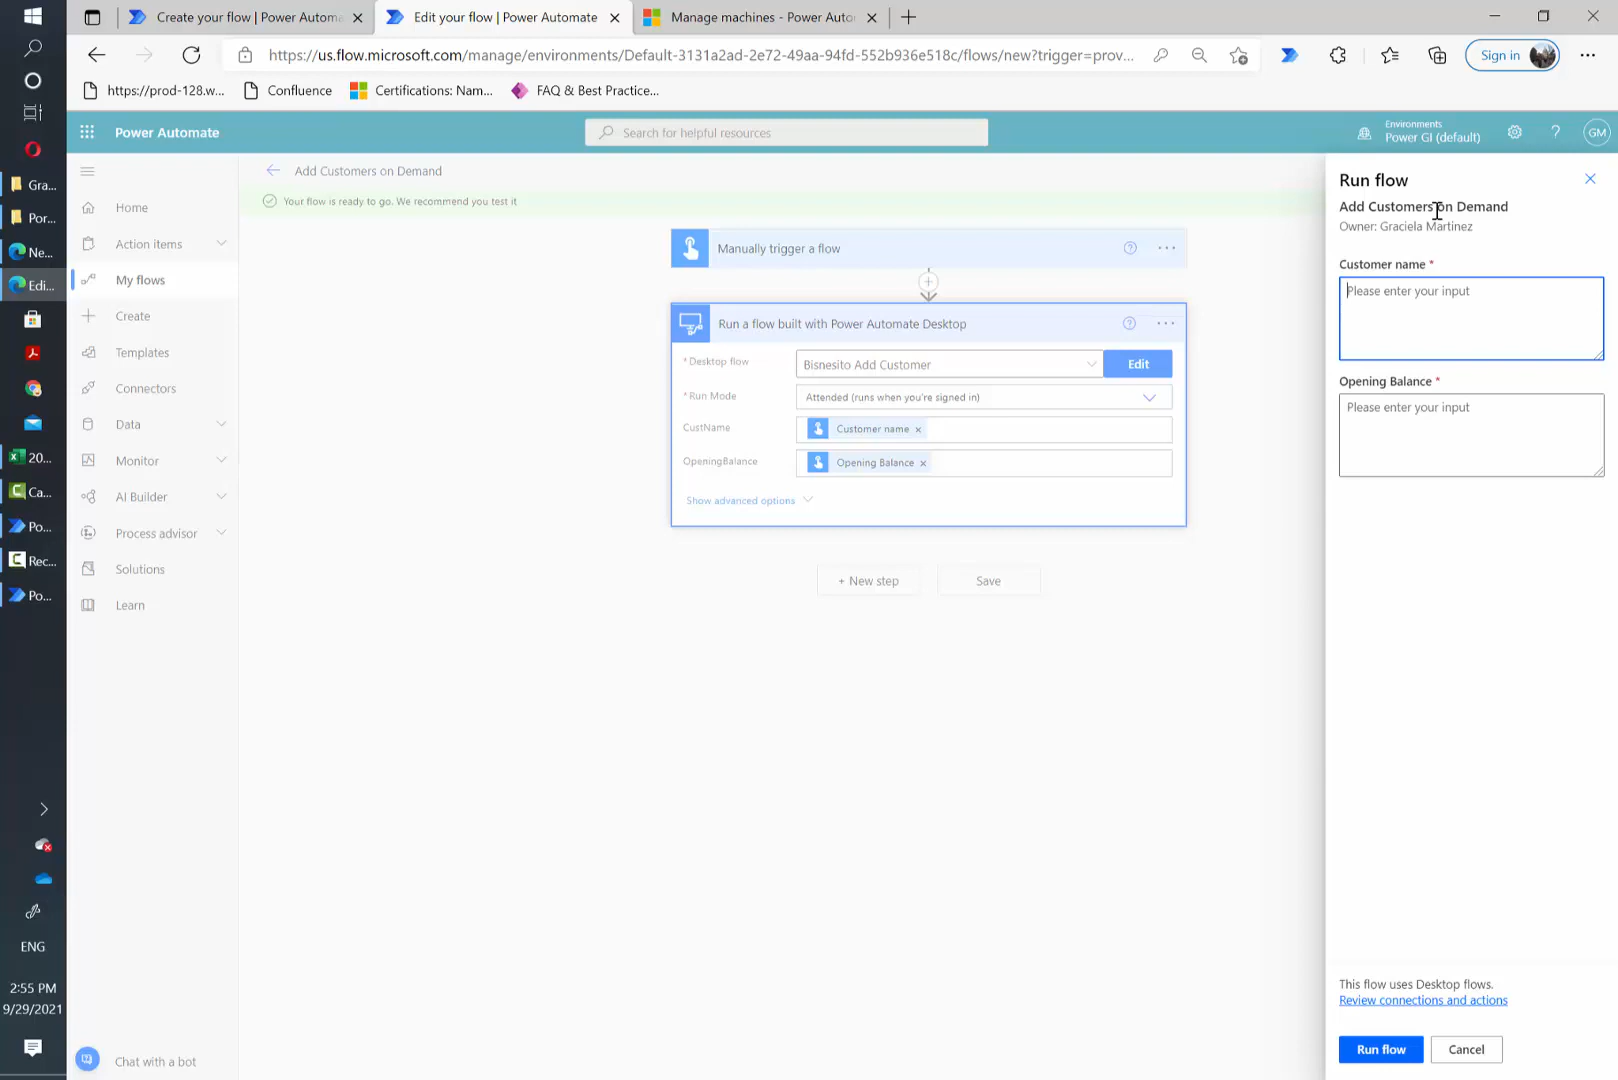 Create your flow | Power Automa
Edit your flow | Power Automate
Manage machines - Power Auto
https://us.flow.microsoft.com/manage/environments/Default-3131a2ad-2e72-49aa-94fd-552b936e518c/flows/new?trigger=prov...
Sign in
https://prod-128.w...
Confluence
Certifications: Nam...
FAQ & Best Practice...
Power Automate
Search for helpful resources
Environments
Power GI (default)
?
GM
Gra...
Por...
Ne...
Edi...
20...
Ca...
Po...
Rec...
Po...
ENG
2:55 PM
9/29/2021
Home
Action items
My flows
Create
Templates
Connectors
Data
Monitor
AI Builder
Process advisor
Solutions
Learn
Chat with a bot
Add Customers on Demand
Your flow is ready to go. We recommend you test it
Manually trigger a flow
Run a flow built with Power Automate Desktop
* Desktop flow
Bisnesito Add Customer
Edit
* Run Mode
Attended (runs when you're signed in)
CustName
Customer name ×
OpeningBalance
Opening Balance ×
Show advanced options
+ New step
Save
Run flow
Add Customers on Demand
Owner: Graciela Martinez
Customer name *
Please enter your input
Opening Balance *
Please enter your input
This flow uses Desktop flows.
Review connections and actions
Run flow
Cancel